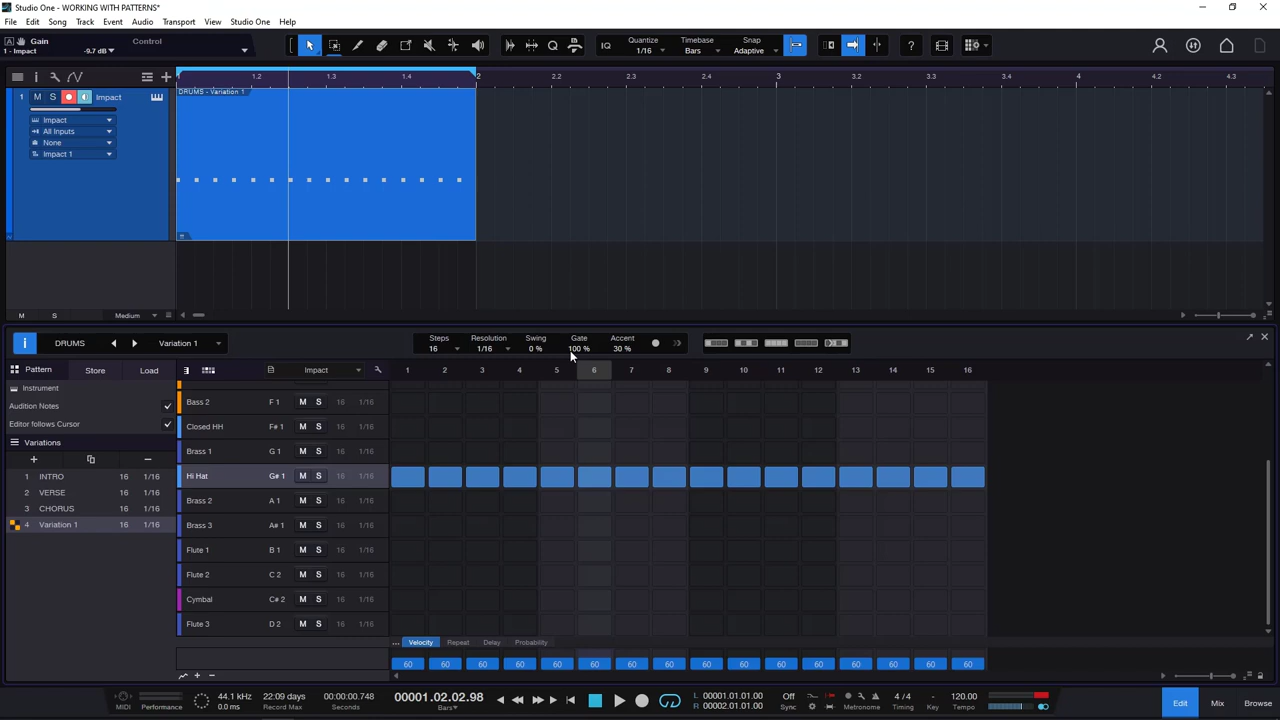 Studio One - WORKING WITH PATTERNS*
File Edit Song Track Event Audio Transport View Studio One Help
Gain Control
1 - Impact -9.7 dB
Quantize 1/16 Timebase Bars Snap Adaptive
IQ
1.2 1.3 1.4 2 2.2 2.3 2.4 3 3.2 3.3 3.4 4 4.2 4.3
1 M S Impact
DRUMS - Variation 1
Impact
All Inputs
None
Impact 1
M S Medium
DRUMS Variation 1
Steps Resolution Swing Gate Accent
16 1/16 0 % 100 % 30 %
Pattern Store Load
Impact
1 2 3 4 5 6 7 8 9 10 11 12 13 14 15 16
Instrument
Audition Notes
Editor follows Cursor
Variations
1 INTRO 16 1/16
2 VERSE 16 1/16
3 CHORUS 16 1/16
4 Variation 1 16 1/16
Bass 2 F 1 M S 16 1/16
Closed HH F# 1 M S 16 1/16
Brass 1 G 1 M S 16 1/16
Hi Hat G# 1 M S 16 1/16
Brass 2 A 1 M S 16 1/16
Brass 3 A# 1 M S 16 1/16
Flute 1 B 1 M S 16 1/16
Flute 2 C 2 M S 16 1/16
Cymbal C# 2 M S 16 1/16
Flute 3 D 2 M S 16 1/16
... Velocity Repeat Delay Probability
60 60 60 60 60 60 60 60 60 60 60 60 60 60 60 60
MIDI Performance
44.1 kHz
0.0 ms
22:09 days
Record Max
00:00:00.748
Seconds
00001.02.02.98
Bars
L 00001.01.01.00
R 00002.01.01.00
Off
Sync
Metronome
4 / 4
Timing
-
Key
120.00
Tempo
Edit Mix Browse